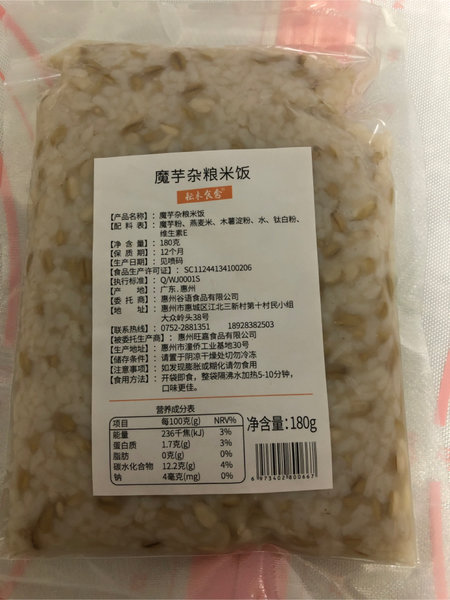 魔芋杂粮米饭
【产品名称】：魔芋杂粮米饭
【配 料 表】：魔芋粉、燕麦米、木薯淀粉、水、钛白粉、
维生素E
【净 含 量】：180克
【保 质 期】：12个月
【生产日期】：见喷码
【食品生产许可证】：SC11244134100206
【执行标准】：Q/WJ0001S
【产 地】：广东.惠州
【委 托 商】：惠州谷语食品有限公司
【地 址】：惠州市惠城区江北三新村第十村民小组
大众岭头38号
【联系热线】：0752-2881351 18928382503
【被委托生产商】：惠州旺嘉食品有限公司
【生产地址】：惠州市潼侨工业基地30号
【储存条件】：请置于阴凉干燥处切勿冷冻
【注意事项】：如发现膨胀或糊化请勿食用
【食用方法】：开袋即食，整袋隔沸水加热5-10分钟，
口味更佳。
营养成分表
项目 每100克(g) NRV%
能量 236千焦(kJ) 3%
蛋白质 1.7克(g) 3%
脂肪 0克(g) 0%
碳水化合物 12.2克(g) 4%
钠 4毫克(mg) 0%
净含量:180g
6 973402 000667